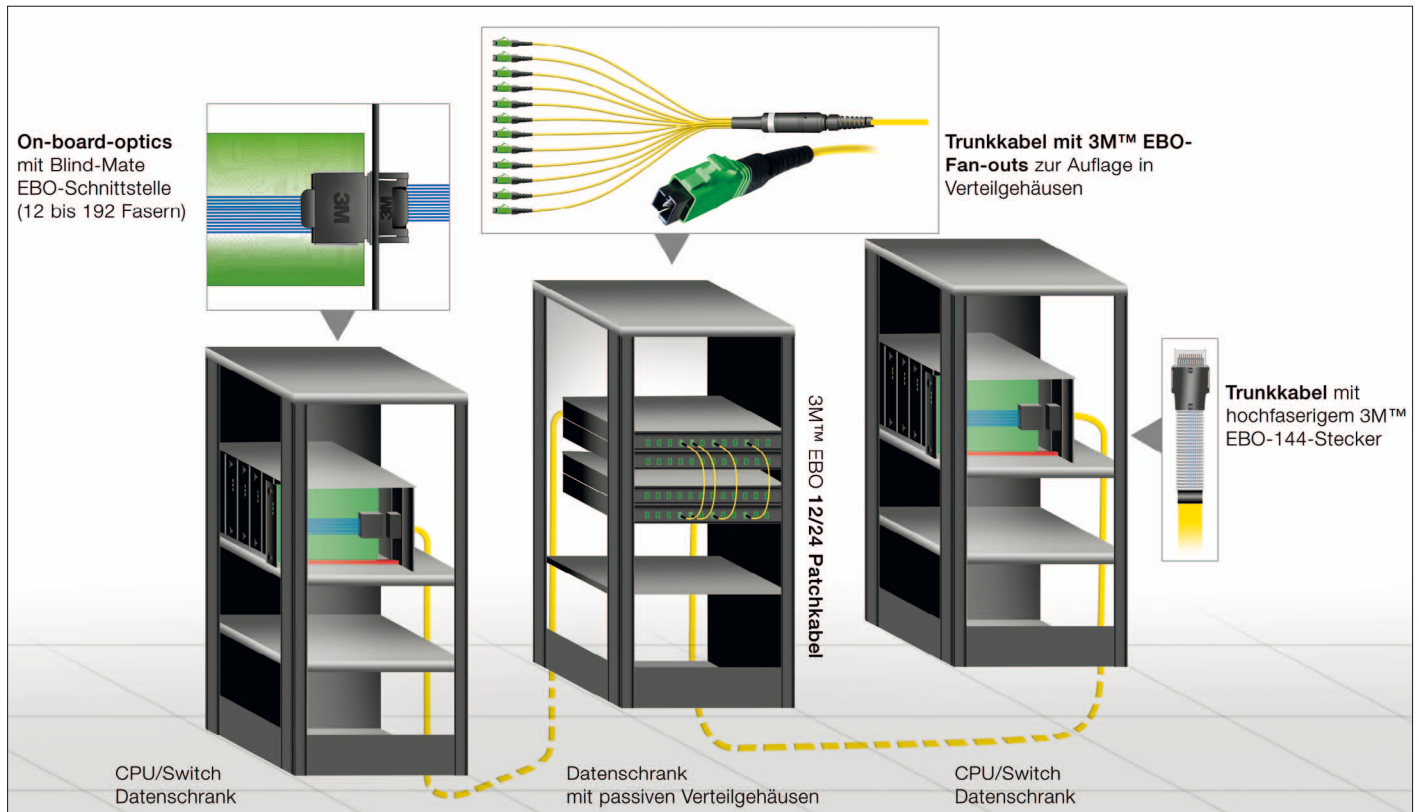 On-board-optics
mit Blind-Mate
EBO-Schnittstelle
(12 bis 192 Fasern)
3M
3M
Trunkkabel mit 3M™ EBO-
Fan-outs zur Auflage in
Verteilgehäusen
3M™ EBO 12/24 Patchkabel
Trunkkabel mit
hochfaserigem 3M™
EBO-144-Stecker
CPU/Switch
Datenschrank
Datenschrank
mit passiven Verteilgehäusen
CPU/Switch
Datenschrank